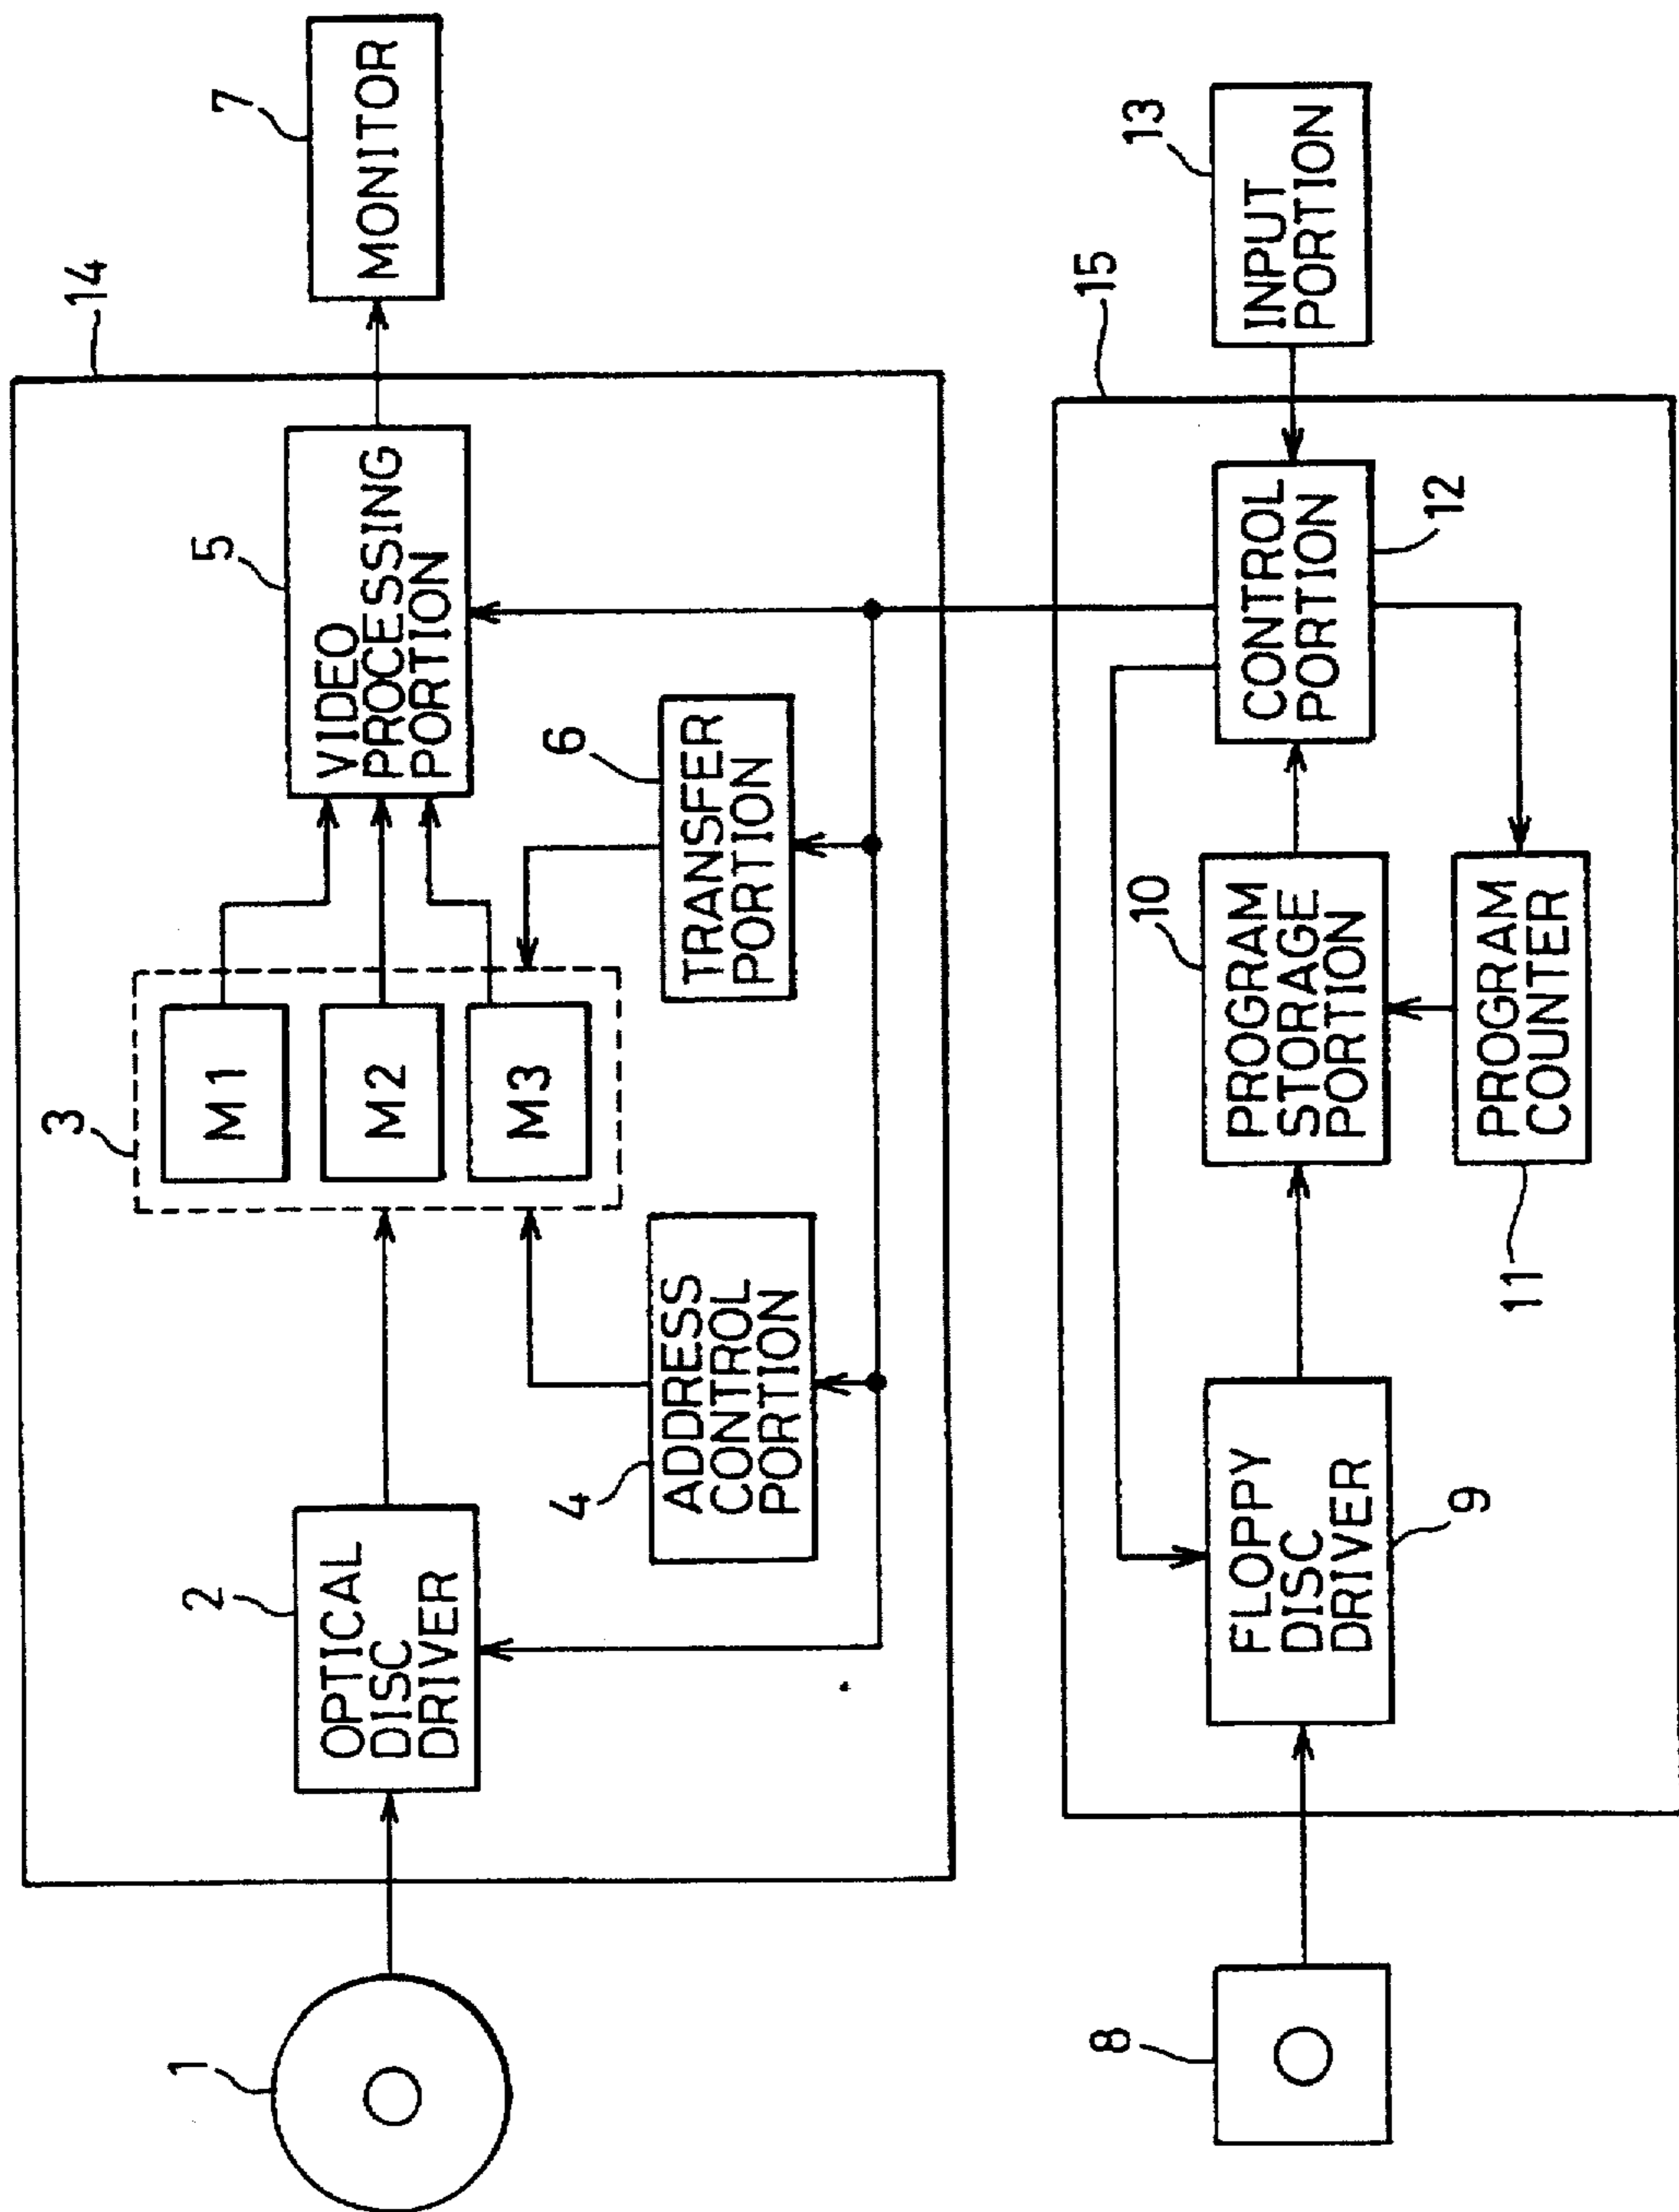 1
2
OPTICAL
DISC
DRIVER
3
M1
M2
M3
4
ADDRESS
CONTROL
PORTION
5
VIDEO
PROCESSING
PORTION
6
TRANSFER
PORTION
14
7
MONITOR
8
FLOPPY
DISC
DRIVER
9
10
PROGRAM
STORAGE
PORTION
PROGRAM
COUNTER
11
CONTROL
PORTION
12
15
13
INPUT
PORTION